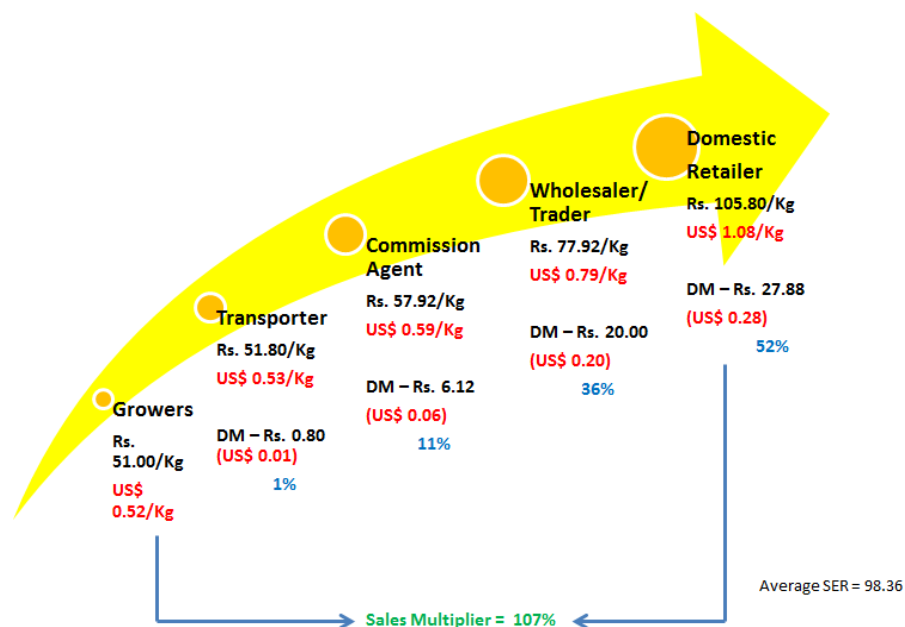 Growers
Rs.
51.00/Kg
US$
0.52/Kg
Transporter
Rs. 51.80/Kg
US$ 0.53/Kg
DM – Rs. 0.80
(US$ 0.01)
1%
Commission
Agent
Rs. 57.92/Kg
US$ 0.59/Kg
DM – Rs. 6.12
(US$ 0.06)
11%
Wholesaler/
Trader
Rs. 77.92/Kg
US$ 0.79/Kg
DM – Rs. 20.00
(US$ 0.20)
36%
Domestic
Retailer
Rs. 105.80/Kg
US$ 1.08/Kg
DM – Rs. 27.88
(US$ 0.28)
52%
Average SER = 98.36
Sales Multiplier = 107%